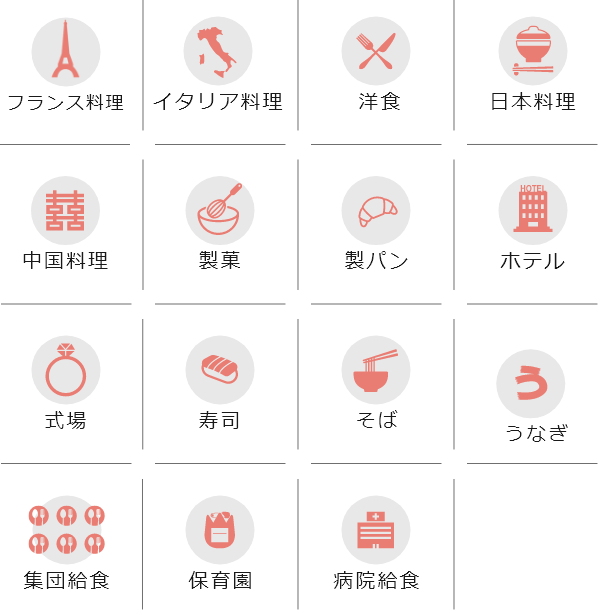 フランス料理
イタリア料理
洋食
日本料理
中国料理
製菓
製パン
HOTEL
ホテル
式場
寿司
そば
う
うなぎ
集団給食
保育園
病院給食